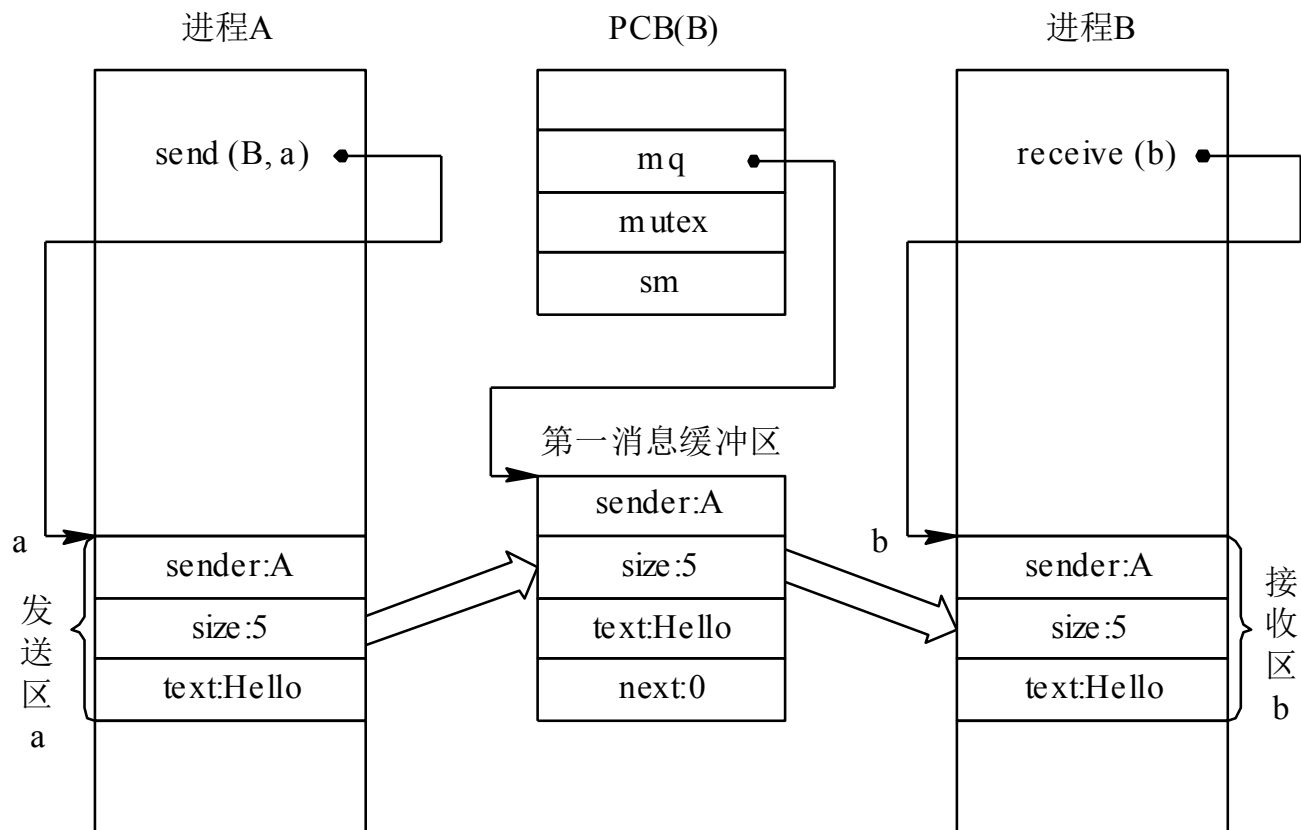 进程A
PCB(B)
进程B
send (B, a)
mq
mutex
sm
receive (b)
第一消息缓冲区
a
sender:A
size:5
text:Hello
发送区a
sender:A
size:5
text:Hello
next:0
b
sender:A
size:5
text:Hello
接收区b